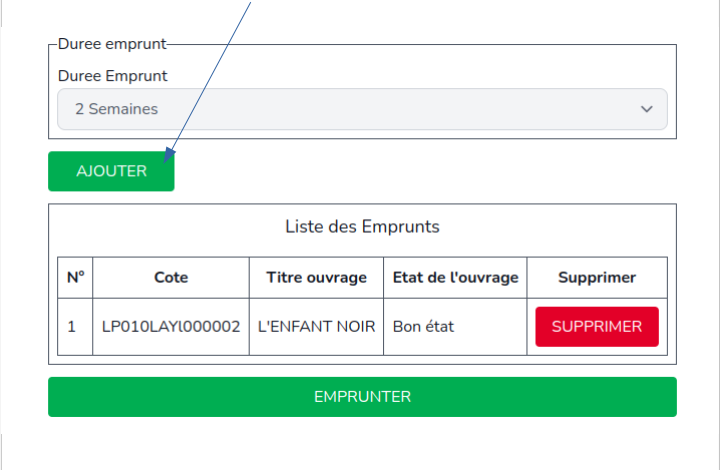 Duree emprunt
Duree Emprunt
2 Semaines
AJOUTER
Liste des Emprunts
N° Cote Titre ouvrage Etat de l'ouvrage Supprimer
1 LP010LAYl000002 L'ENFANT NOIR Bon état SUPPRIMER
EMPRUNTER